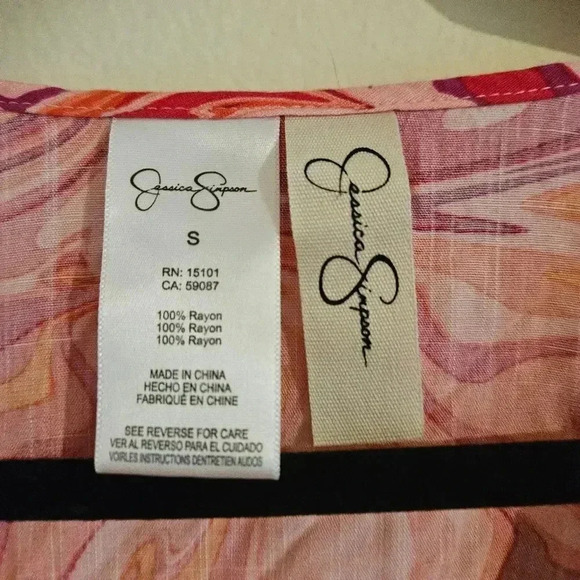 Jessica Simpson
S
RN: 15101
CA: 59087
100% Rayon
100% Rayon
100% Rayon
MADE IN CHINA
HECHO EN CHINA
FABRIQUÉ EN CHINE
SEE REVERSE FOR CARE
VER AL REVERSO PARA EL CUIDADO
VOIRLES INSTRUCTIONS DENTRETIEN AUDOS
Jessica Simpson